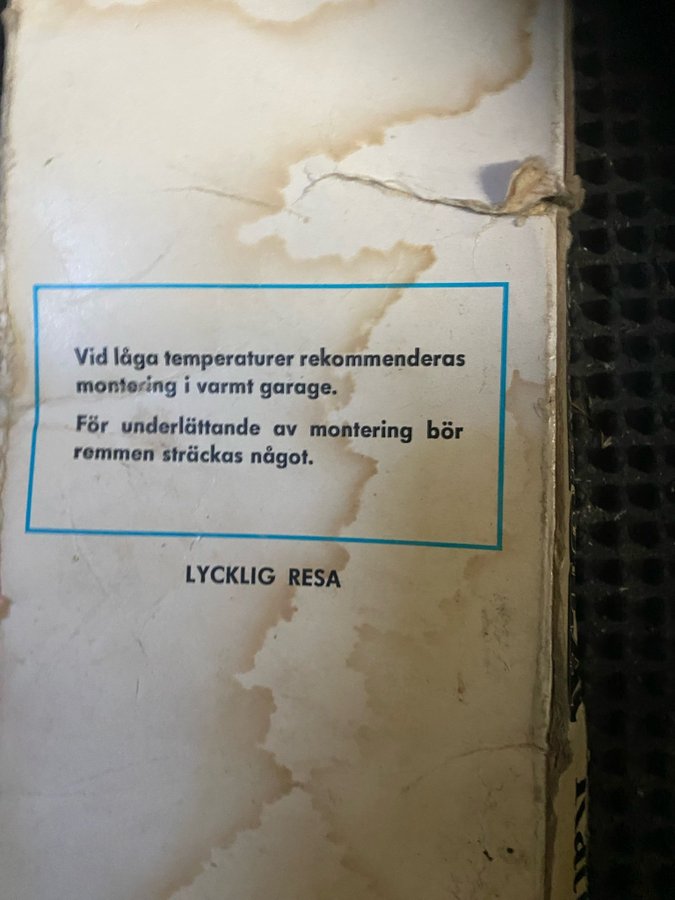 Vid låga temperaturer rekommenderas
montering i varmt garage.
För underlättande av montering bör
remmen sträckas något.
LYCKLIG RESA